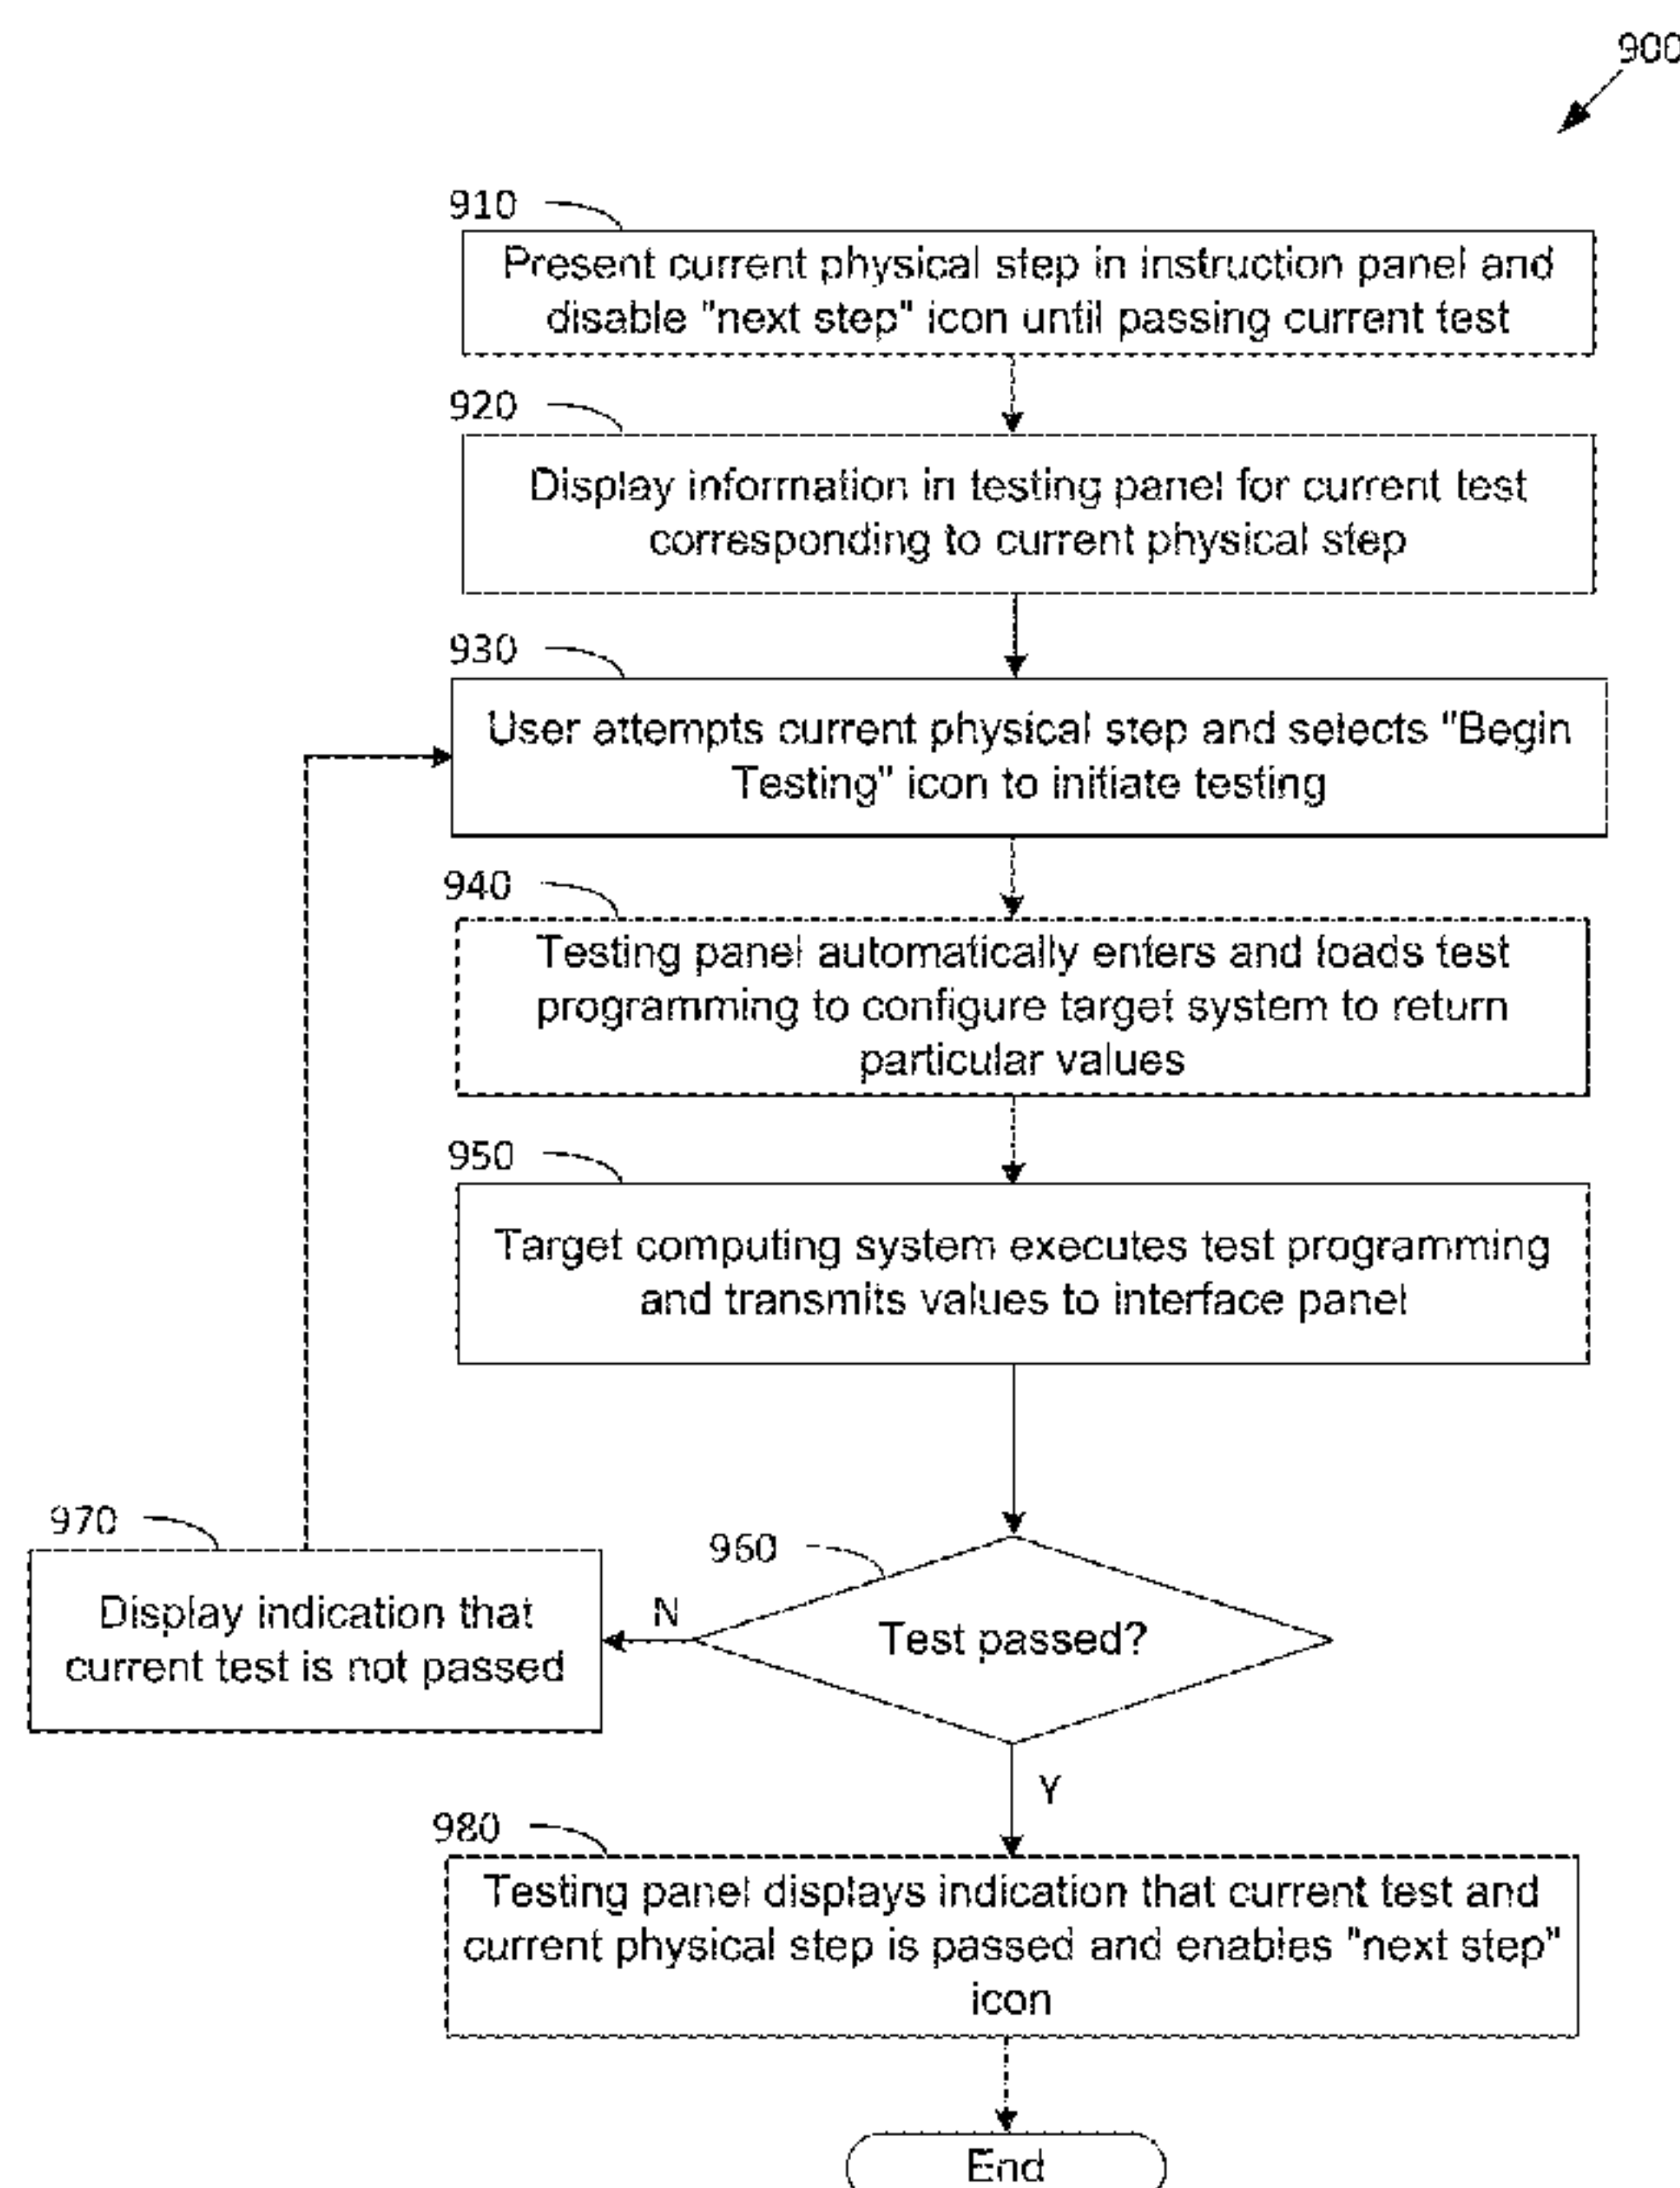 900
910
Present current physical step in instruction panel and
disable "next step" icon until passing current test
920
Display information in testing panel for current test
corresponding to current physical step
930
User attempts current physical step and selects "Begin
Testing" icon to initiate testing
940
Testing panel automatically enters and loads test
programming to configure target system to return
particular values
950
Target computing system executes test programming
and transmits values to interface panel
960
Test passed?
N
970
Display indication that
current test is not passed
Y
980
Testing panel displays indication that current test and
current physical step is passed and enables "next step"
icon
End